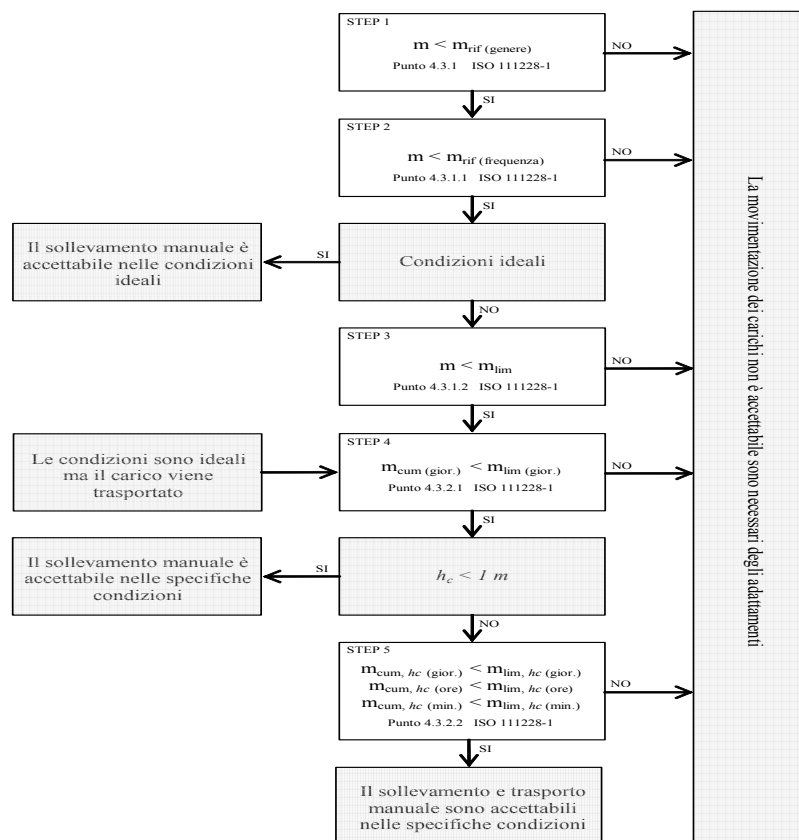 STEP 1
m < mrif (genere)
Punto 4.3.1 ISO 111228-1
NO
SI
STEP 2
m < mrif (frequenza)
Punto 4.3.1.1 ISO 111228-1
NO
SI
Il sollevamento manuale è
accettabile nelle condizioni
ideali
SI
Condizioni ideali
NO
STEP 3
m < mlim
Punto 4.3.1.2 ISO 111228-1
NO
SI
Le condizioni sono ideali
ma il carico viene
trasportato
STEP 4
mcum (gior.) < mlim (gior.)
Punto 4.3.2.1 ISO 111228-1
NO
SI
Il sollevamento manuale è
accettabile nelle specifiche
condizioni
SI
hc < 1 m
NO
STEP 5
mcum, hc (gior.) < mlim, hc (gior.)
mcum, hc (ore) < mlim, hc (ore)
mcum, hc (min.) < mlim, hc (min.)
Punto 4.3.2.2 ISO 111228-1
NO
SI
Il sollevamento e trasporto
manuale sono accettabili
nelle specifiche condizioni
La movimentazione dei carichi non è accettabile sono necessari degli adattamenti